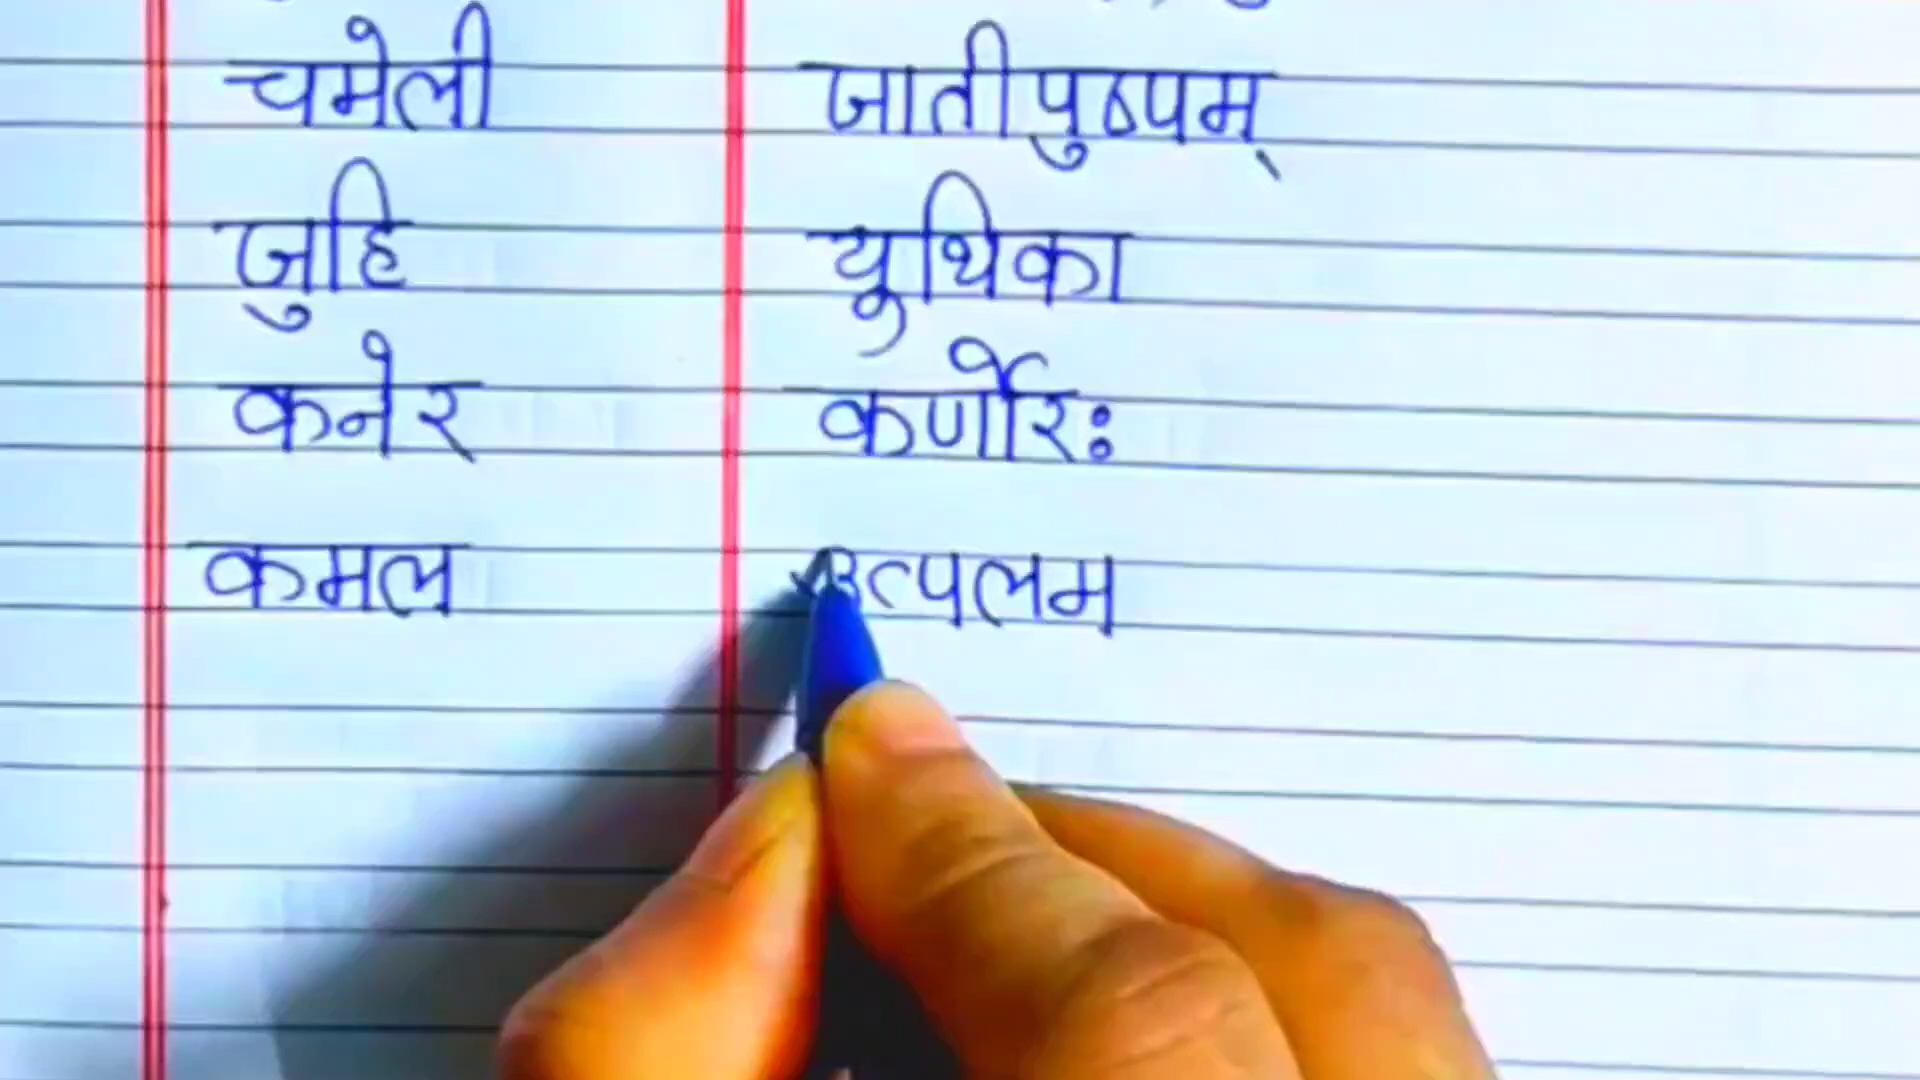 चमेली जातीपुष्पम्
जुहि यूथिका
कनेर कर्णेारः
कमल उत्पलम